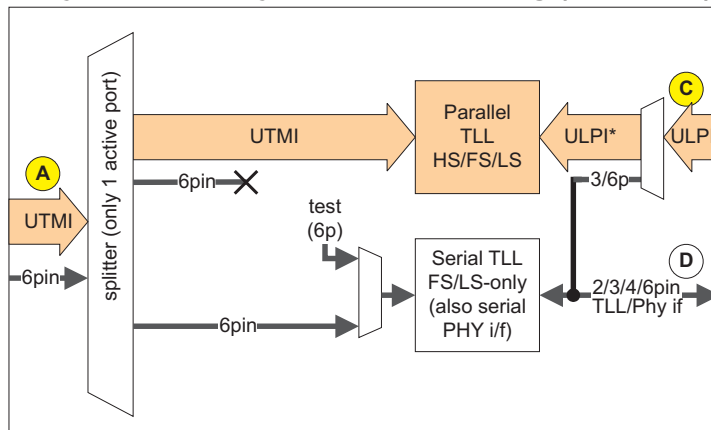 splitter (only 1 active port)
A
UTMI
6pin
UTMI
6pin
Parallel
TLL
HS/FS/LS
ULPI*
C
ULP
3/6p
test
(6p)
6pin
Serial TLL
FS/LS-only
(also serial
PHY i/f)
D
2/3/4/6pin
TLL/Phy if